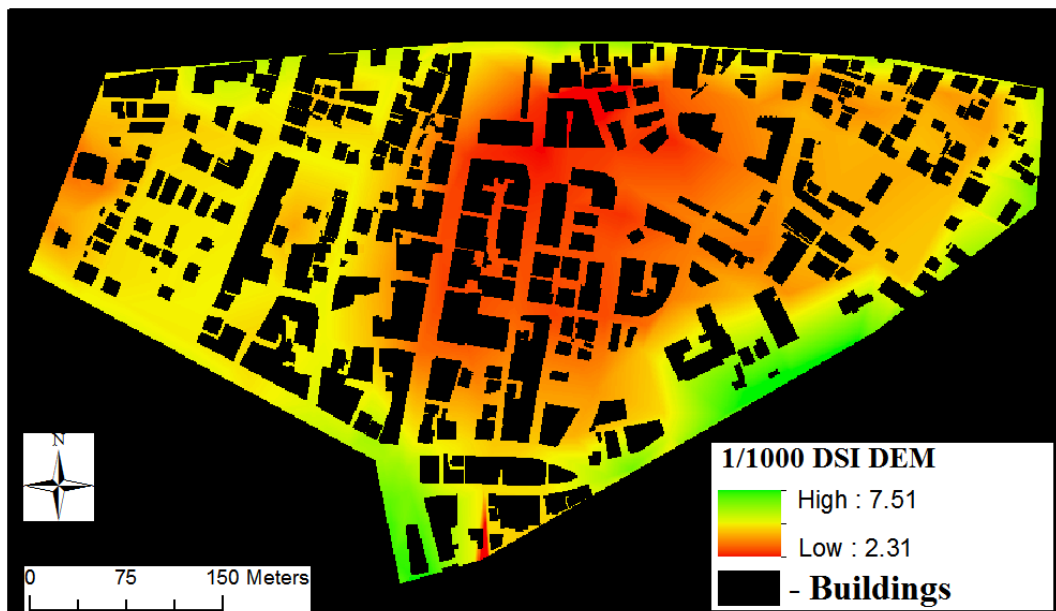 N
1/1000 DSI DEM
High : 7.51
Low : 2.31
- Buildings
0 75 150 Meters